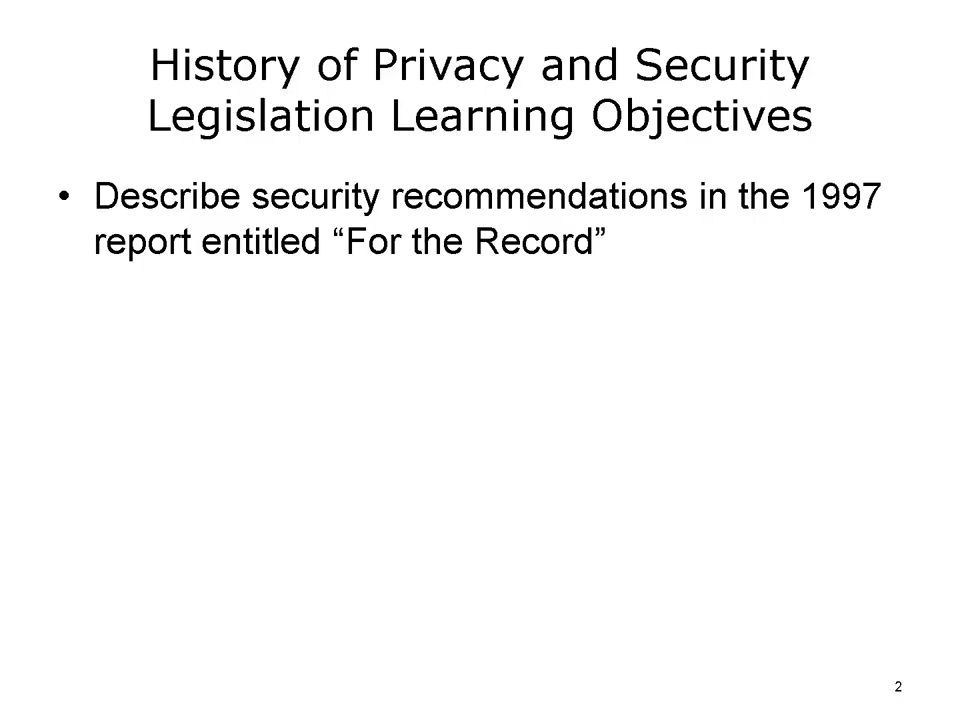 History of Privacy and Security
Legislation Learning Objectives
• Describe security recommendations in the 1997
report entitled “For the Record”
2